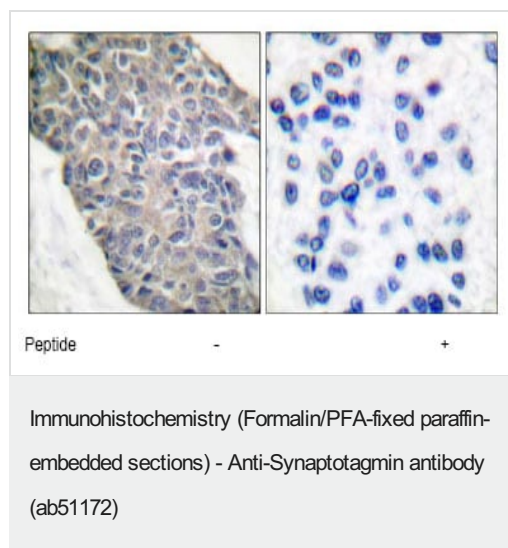 Peptide - +
Immunohistochemistry (Formalin/PFA-fixed paraffin-
embedded sections) - Anti-Synaptotagmin antibody
(ab51172)